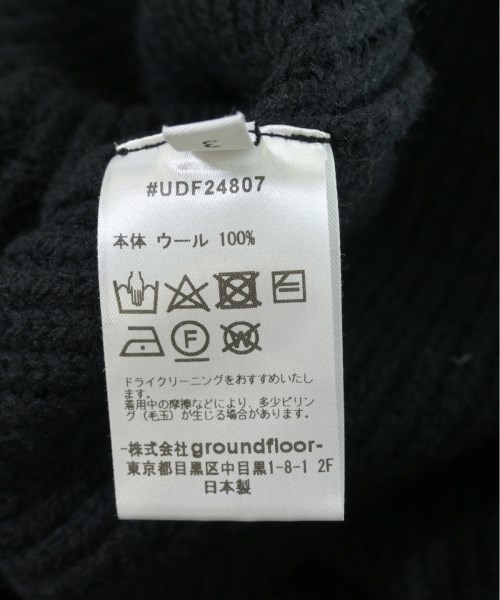 3
#UDF24807
本体 ウール 100%
F
W
ドライクリーニングをおすすめいたし
ます。
着用中の摩擦などにより、多少ピリン
グ(毛玉)が生じる場合があります。
-株式会社groundfloor-
東京都目黒区中目黒1-8-1 2F
日本製